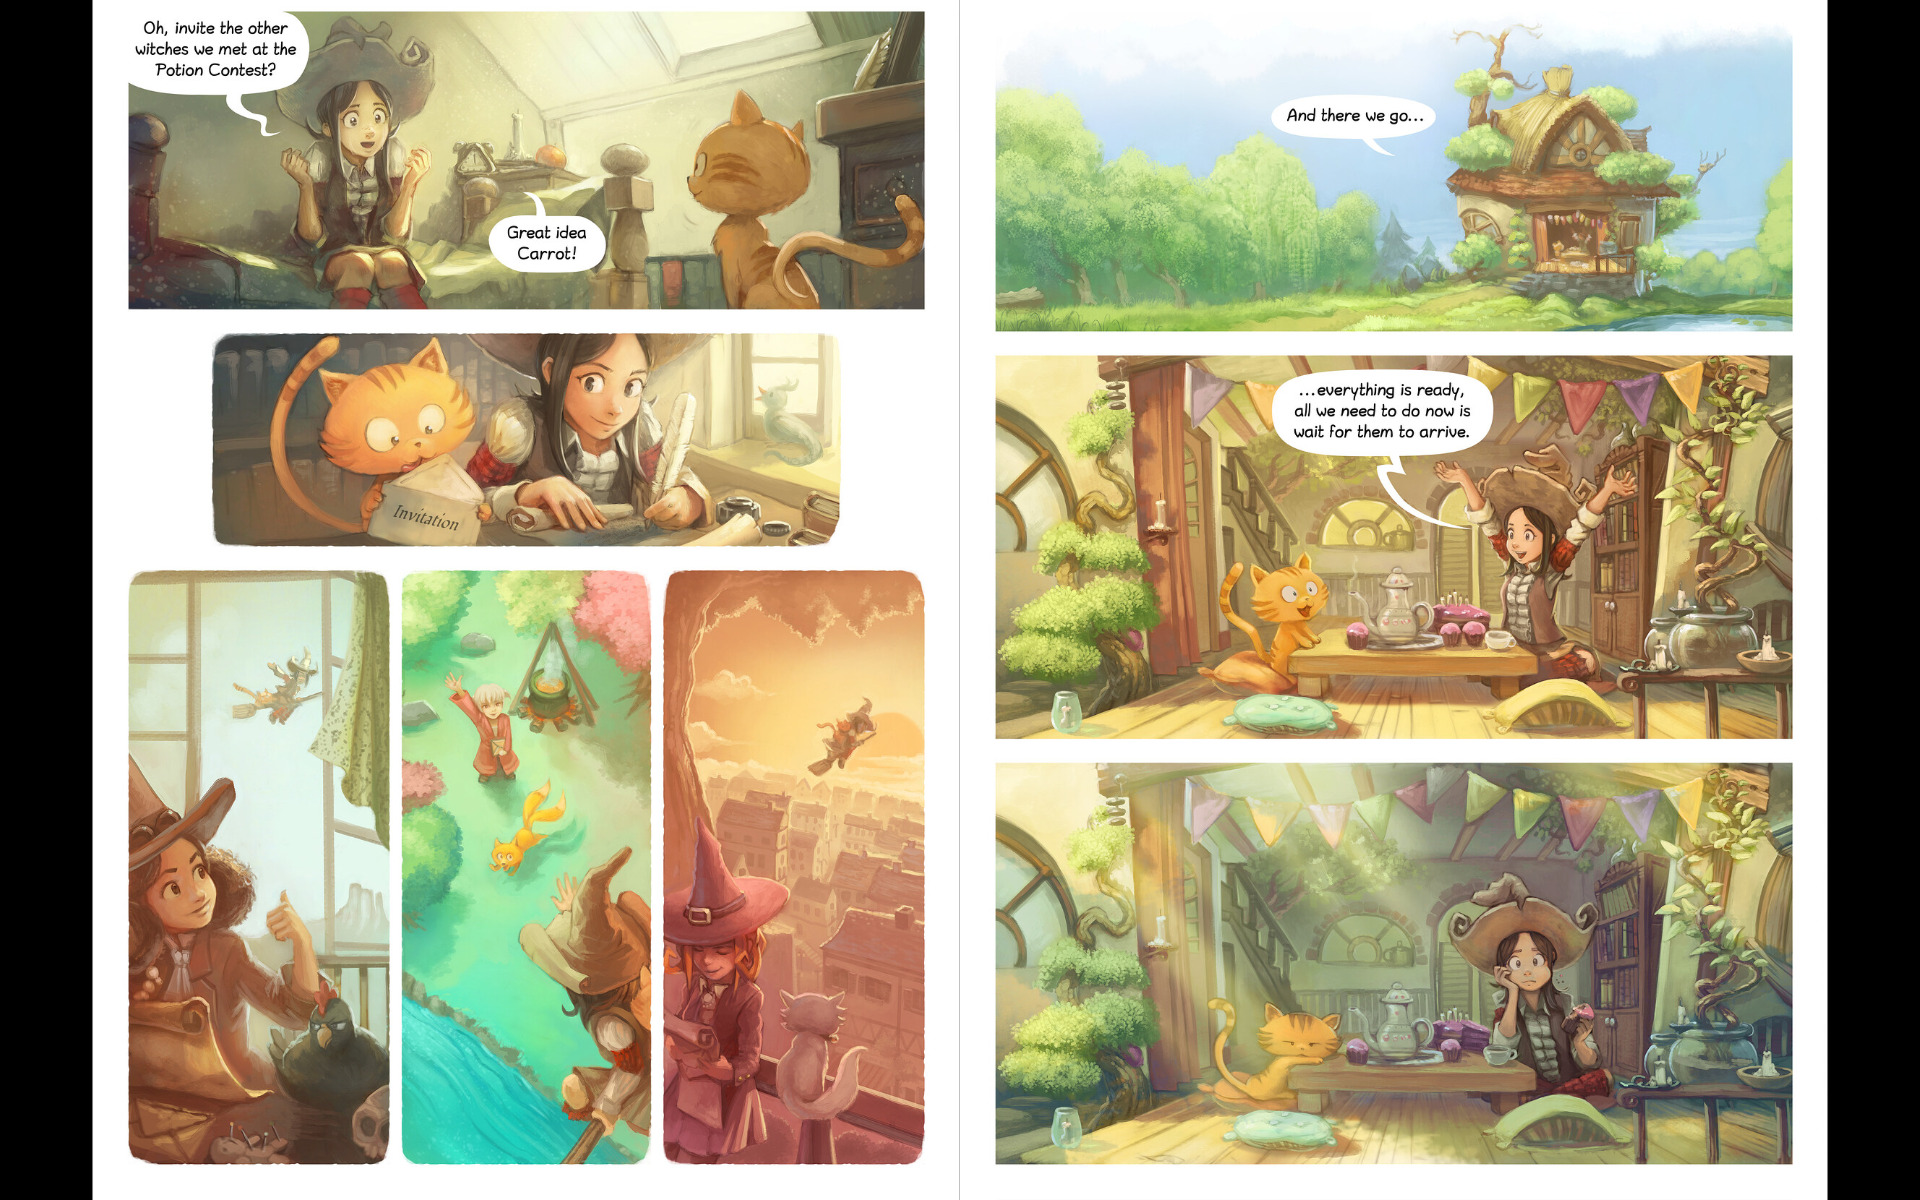 Oh, invite the other
witches we met at the
Potion Contest?
Great idea
Carrot!
Invitation
And there we go...
...everything is ready,
all we need to do now is
wait for them to arrive.